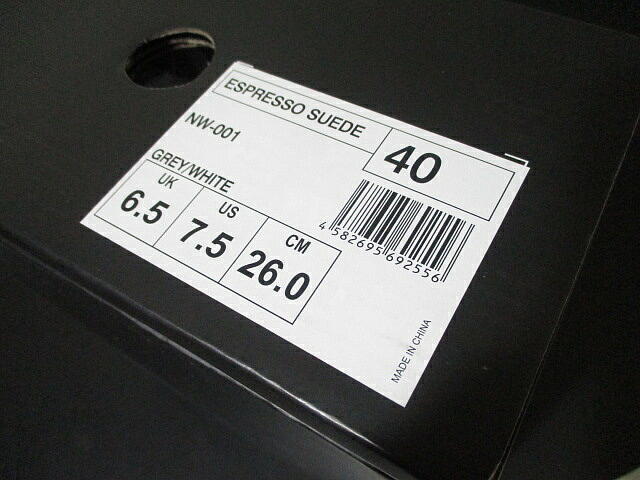 ESPRESSO SUEDE
40
NW-001
GREY/WHITE
UK
6.5
US
7.5
CM
26.0
4 582695 692556
MADE IN CHINA